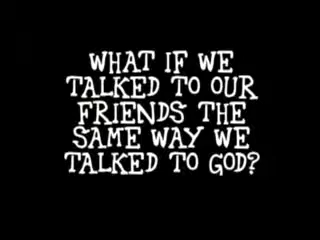 WHAT IF WE
TALKED TO OUR
FRIENDS THE
SAME WAY WE
TALKED TO GOD?